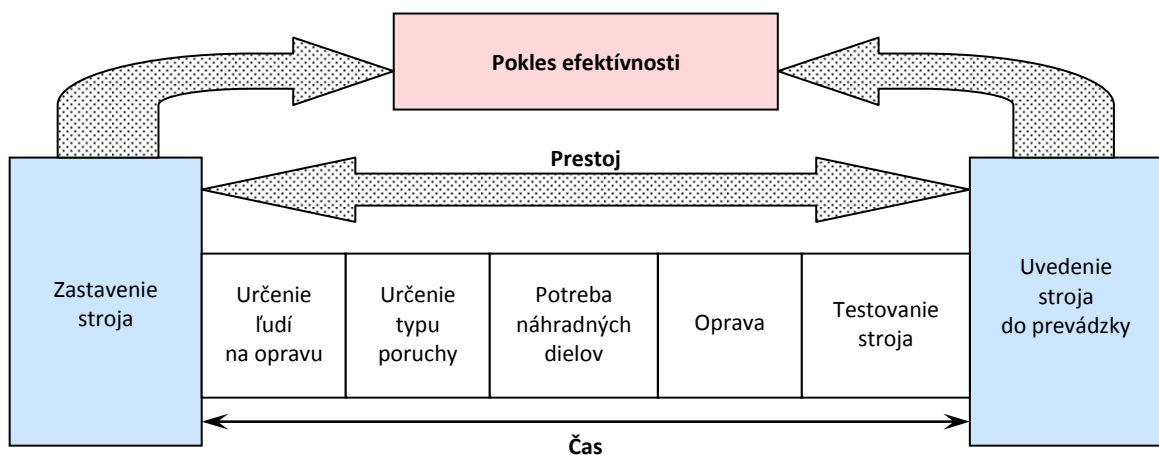 Pokles efektívnosti
Prestoj
Zastavenie
stroja
Určenie
ľudí
na opravu
Určenie
typu
poruchy
Potreba
náhradných
dielov
Oprava
Testovanie
stroja
Uvedenie
stroja
do prevádzky
Čas